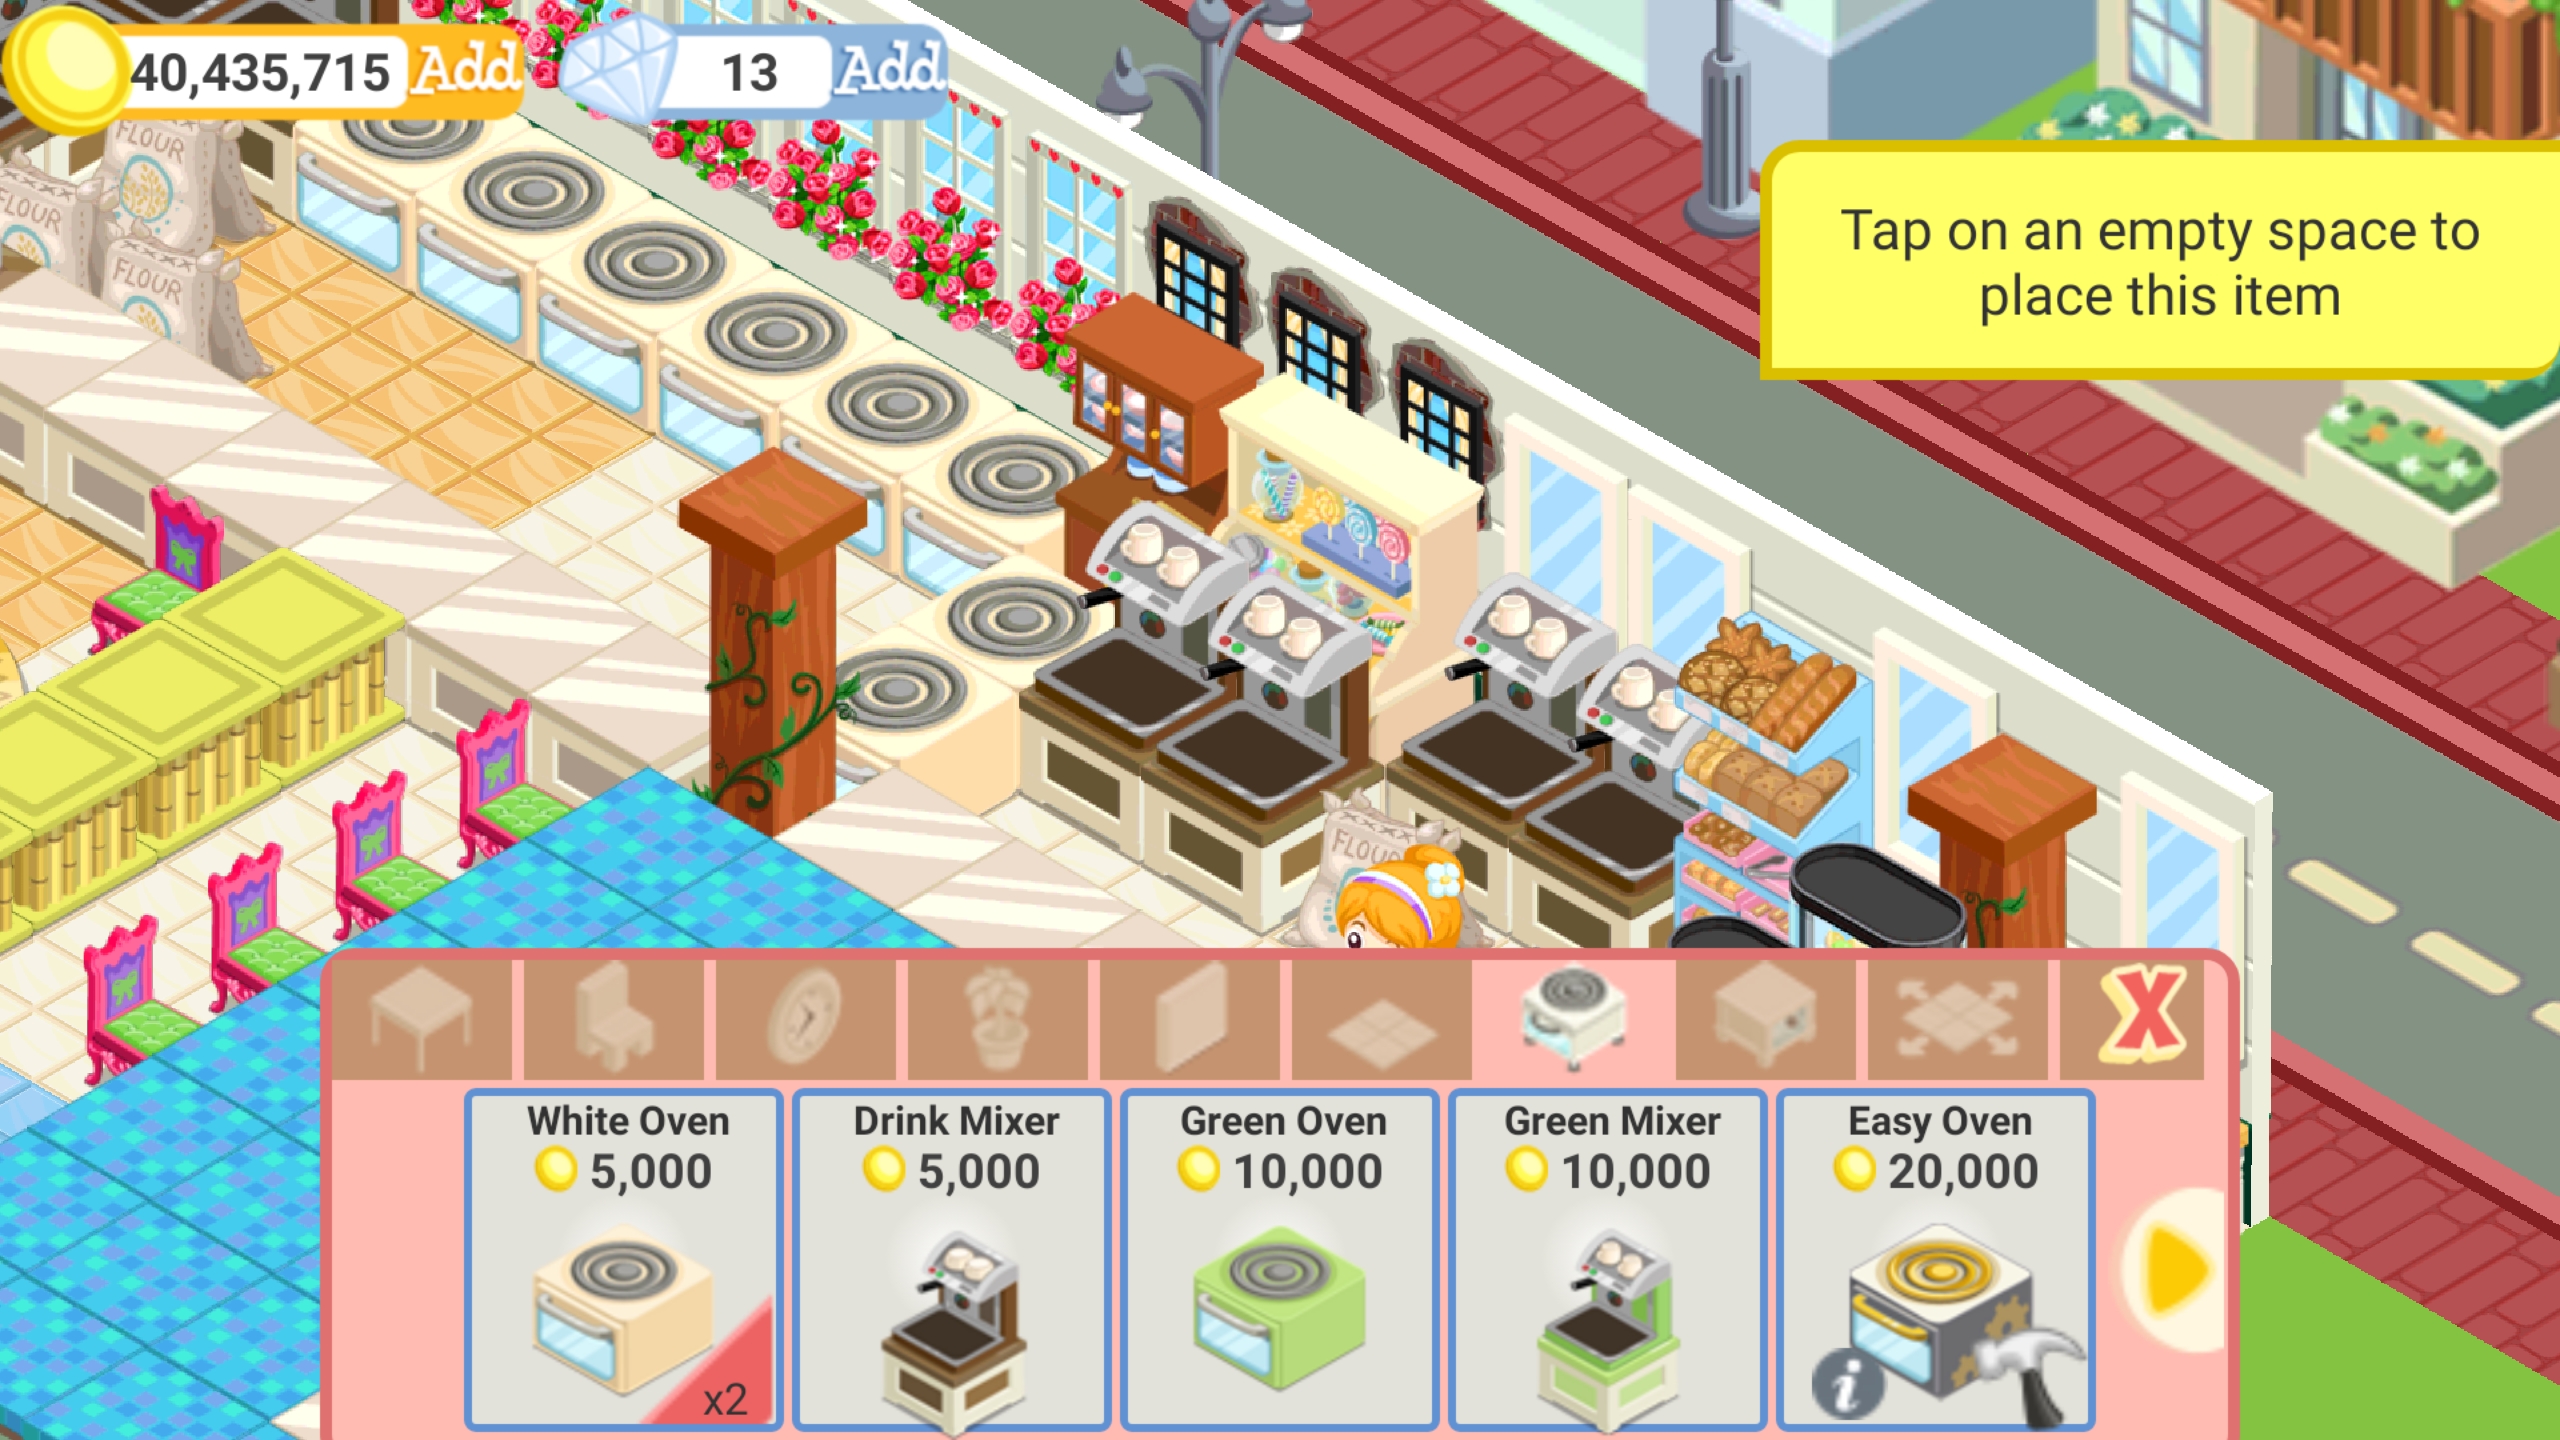 40,435,715 Add
13 Add
FLOUR
FLOUR
FLOUR
Tap on an empty space to
place this item
FLOUR
White Oven
5,000
x2
Drink Mixer
5,000
Green Oven
10,000
Green Mixer
10,000
Easy Oven
20,000
i
X